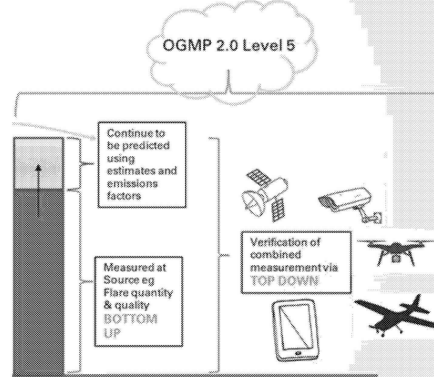 OGMP 2.0 Level 5
Continue to
be predicted
using
estimates and
emissions
factors
Measured at
Source eg
Flare quantity
& quality
BOTTOM
UP
Verification of
combined
measurement via
TOP DOWN